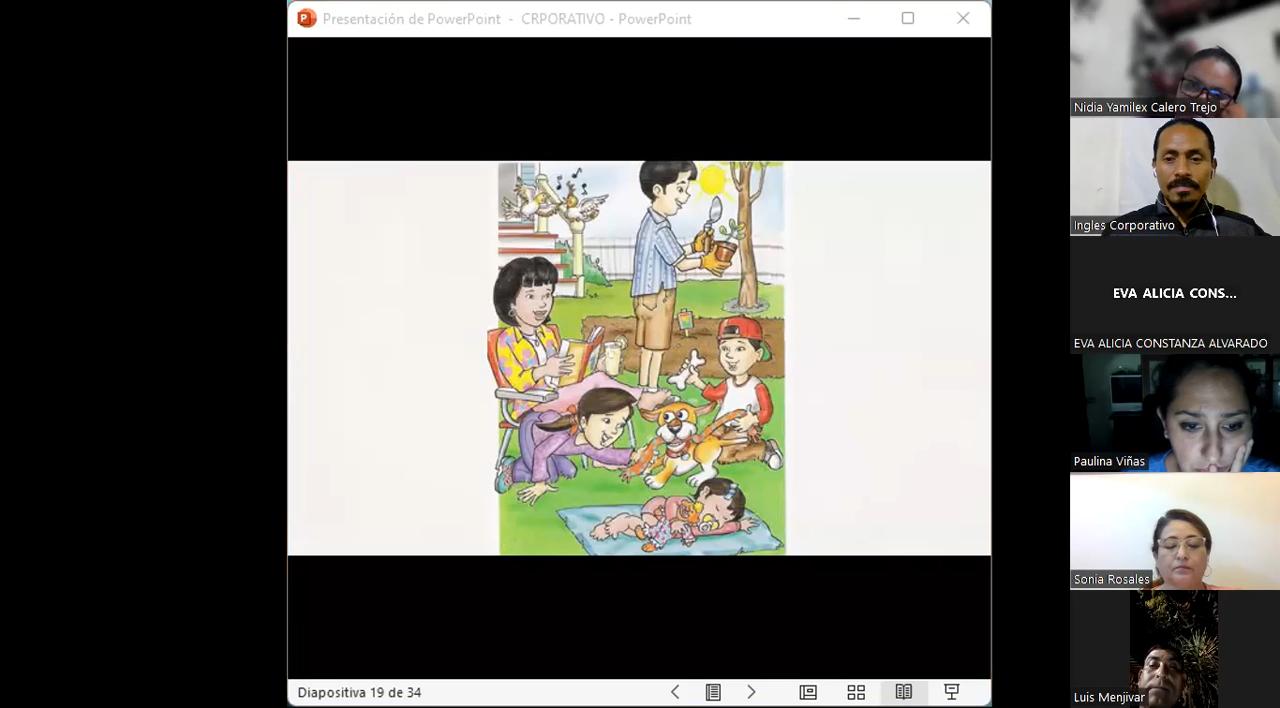 Presentación de PowerPoint - CRPORATIVO - PowerPoint
Nidia Yamilex Calero Trejo
Ingles Corporativo
EVA ALICIA CONS...
EVA ALICIA CONSTANZA ALVARADO
Paulina Viñas
Sonia Rosales
Luis Menjivar
Diapositiva 19 de 34